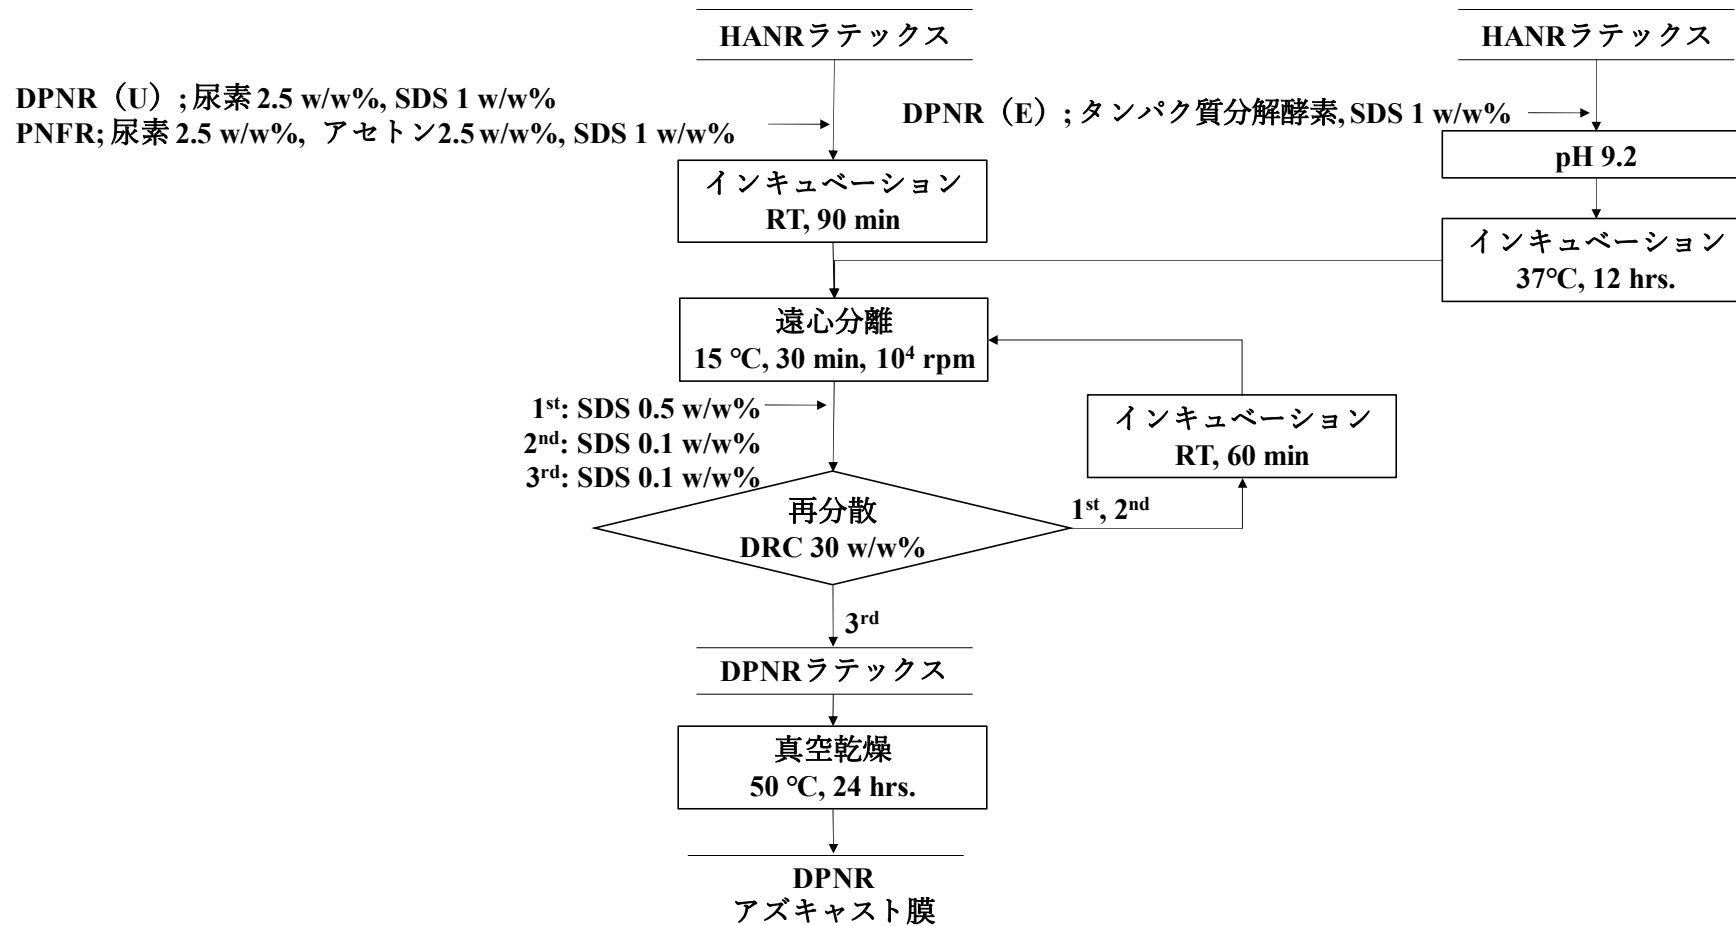 HANRラテックス
HANRラテックス
DPNR（U）; 尿素 2.5 w/w%, SDS 1 w/w%
PNFR; 尿素 2.5 w/w%, アセトン2.5 w/w%, SDS 1 w/w%
DPNR（E）; タンパク質分解酵素, SDS 1 w/w%
pH 9.2
インキュベーション
RT, 90 min
インキュベーション
37℃, 12 hrs.
遠心分離
15 ℃, 30 min, 10⁴ rpm
1ˢᵗ: SDS 0.5 w/w%
2ⁿᵈ: SDS 0.1 w/w%
3ʳᵈ: SDS 0.1 w/w%
インキュベーション
RT, 60 min
再分散
DRC 30 w/w%
1ˢᵗ, 2ⁿᵈ
3ʳᵈ
DPNRラテックス
真空乾燥
50 ℃, 24 hrs.
DPNR
アズキャスト膜